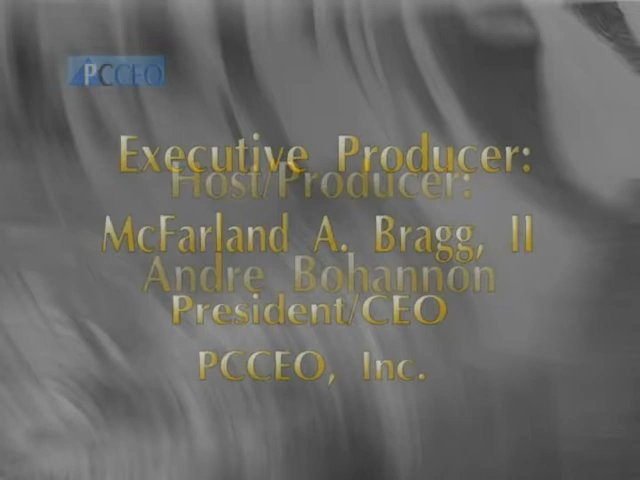 PCCEO
Executive Producer:
Host/Producer:
McFarland A. Bragg, II
Andre Bohannon
President/CEO
PCCEO, Inc.